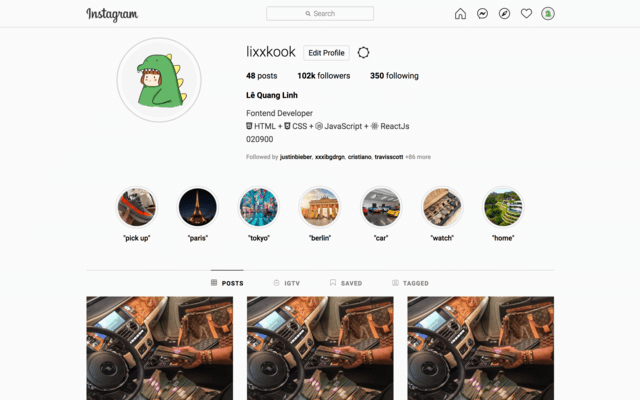 Instagram
Search
lixxkook Edit Profile
48 posts 102k followers 350 following
Lê Quang Linh
Fontend Developer
HTML + CSS + JavaScript + ReactJs
020900
Followed by justinbieber, xxxibgdrgn, cristiano, travisscott +86 more
"pick up" "paris" "tokyo" "berlin" "car" "watch" "home"
POSTS IGTV SAVED TAGGED